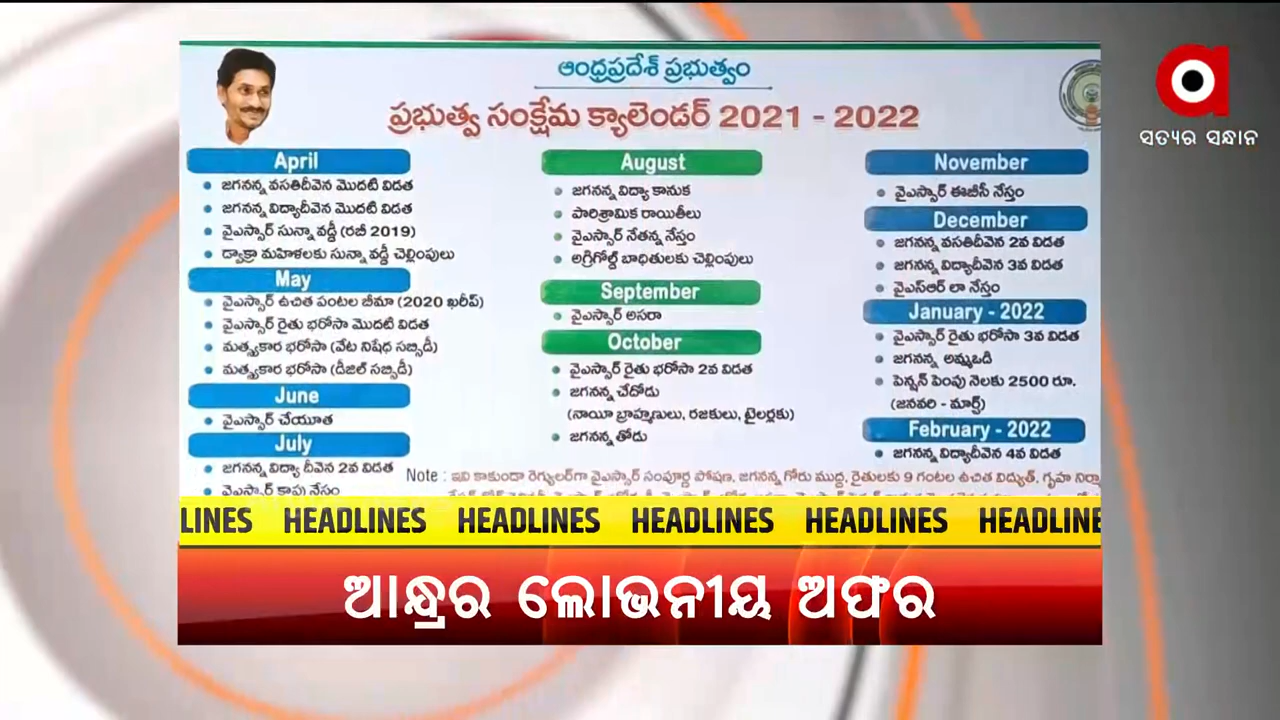 ఆంధ్రప్రదేశ్ ప్రభుత్వం
ప్రభుత్వ సంక్షేమ క్యాలెండర్ 2021 - 2022
ସତ୍ୟର ସନ୍ଧାନ
April
జగనన్న వసతిదీవెన మొదటి విడత
జగనన్న విద్యాదీవెన మొదటి విడత
వైఎస్సార్ సున్నా వడ్డీ (రబీ 2019)
డ్వాక్రా మహిళలకు సున్నా వడ్డీ చెల్లింపులు
May
వైఎస్సార్ ఉచిత పంటల బీమా (2020 ఖరీఫ్)
వైఎస్సార్ రైతు భరోసా మొదటి విడత
మత్స్యకార భరోసా (వేట నిషేధ సబ్సిడీ)
మత్స్యకార భరోసా (డీజిల్ సబ్సిడీ)
June
వైఎస్సార్ చేయూత
July
జగనన్న విద్యా దీవెన 2వ విడత
వైఎస్సార్ కాపు నేస్తం
August
జగనన్న విద్యా కానుక
పారిశ్రామిక రాయితీలు
వైఎస్సార్ నేతన్న నేస్తం
అగ్రిగోల్డ్ బాధితులకు చెల్లింపులు
September
వైఎస్సార్ అసరా
October
వైఎస్సార్ రైతు భరోసా 2వ విడత
జగనన్న చేదోడు
(నాయీ బ్రాహ్మణులు, రజకులు, టైలర్లకు)
జగనన్న తోడు
November
వైఎస్సార్ ఈబీసీ నేస్తం
December
జగనన్న వసతిదీవెన 2వ విడత
జగనన్న విద్యాదీవెన 3వ విడత
వైఎస్ఆర్ లా నేస్తం
January - 2022
వైఎస్సార్ రైతు భరోసా 3వ విడత
జగనన్న అమ్మఒడి
పెన్షన్ పెంపు నెలకు 2500 రూ.
(జనవరి - మార్చ్)
February - 2022
జగనన్న విద్యాదీవెన 4వ విడత
Note : ఇవి కాకుండా రెగ్యులర్‌గా వైఎస్సార్ సంపూర్ణ పోషణ, జగనన్న గోరు ముద్ద, రైతులకు 9 గంటల ఉచిత విద్యుత్, గృహ
LINES HEADLINES HEADLINES HEADLINES HEADLINES HEADLINE
ଆନ୍ଧ୍ରର ଲୋଭନୀୟ ଅଫର